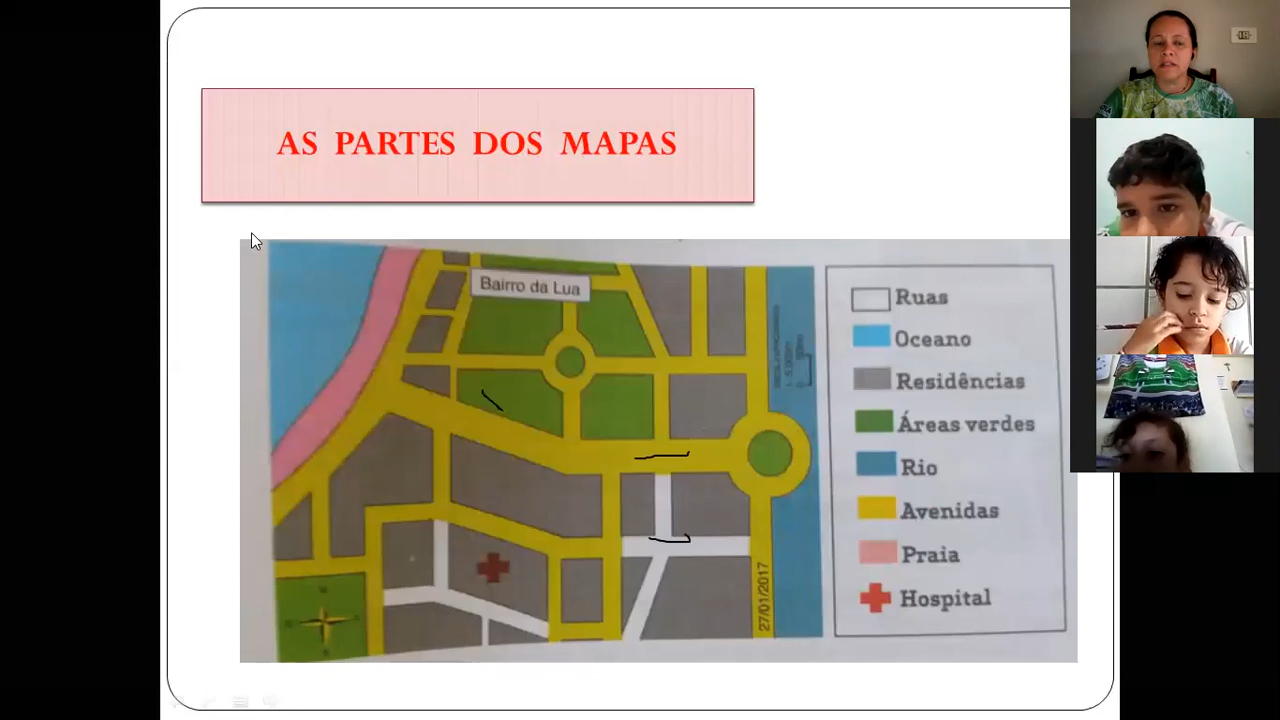 AS PARTES DOS MAPAS
Bairro da Lua
Ruas
Oceano
Residências
Áreas verdes
Rio
Avenidas
Praia
Hospital
27/01/2017